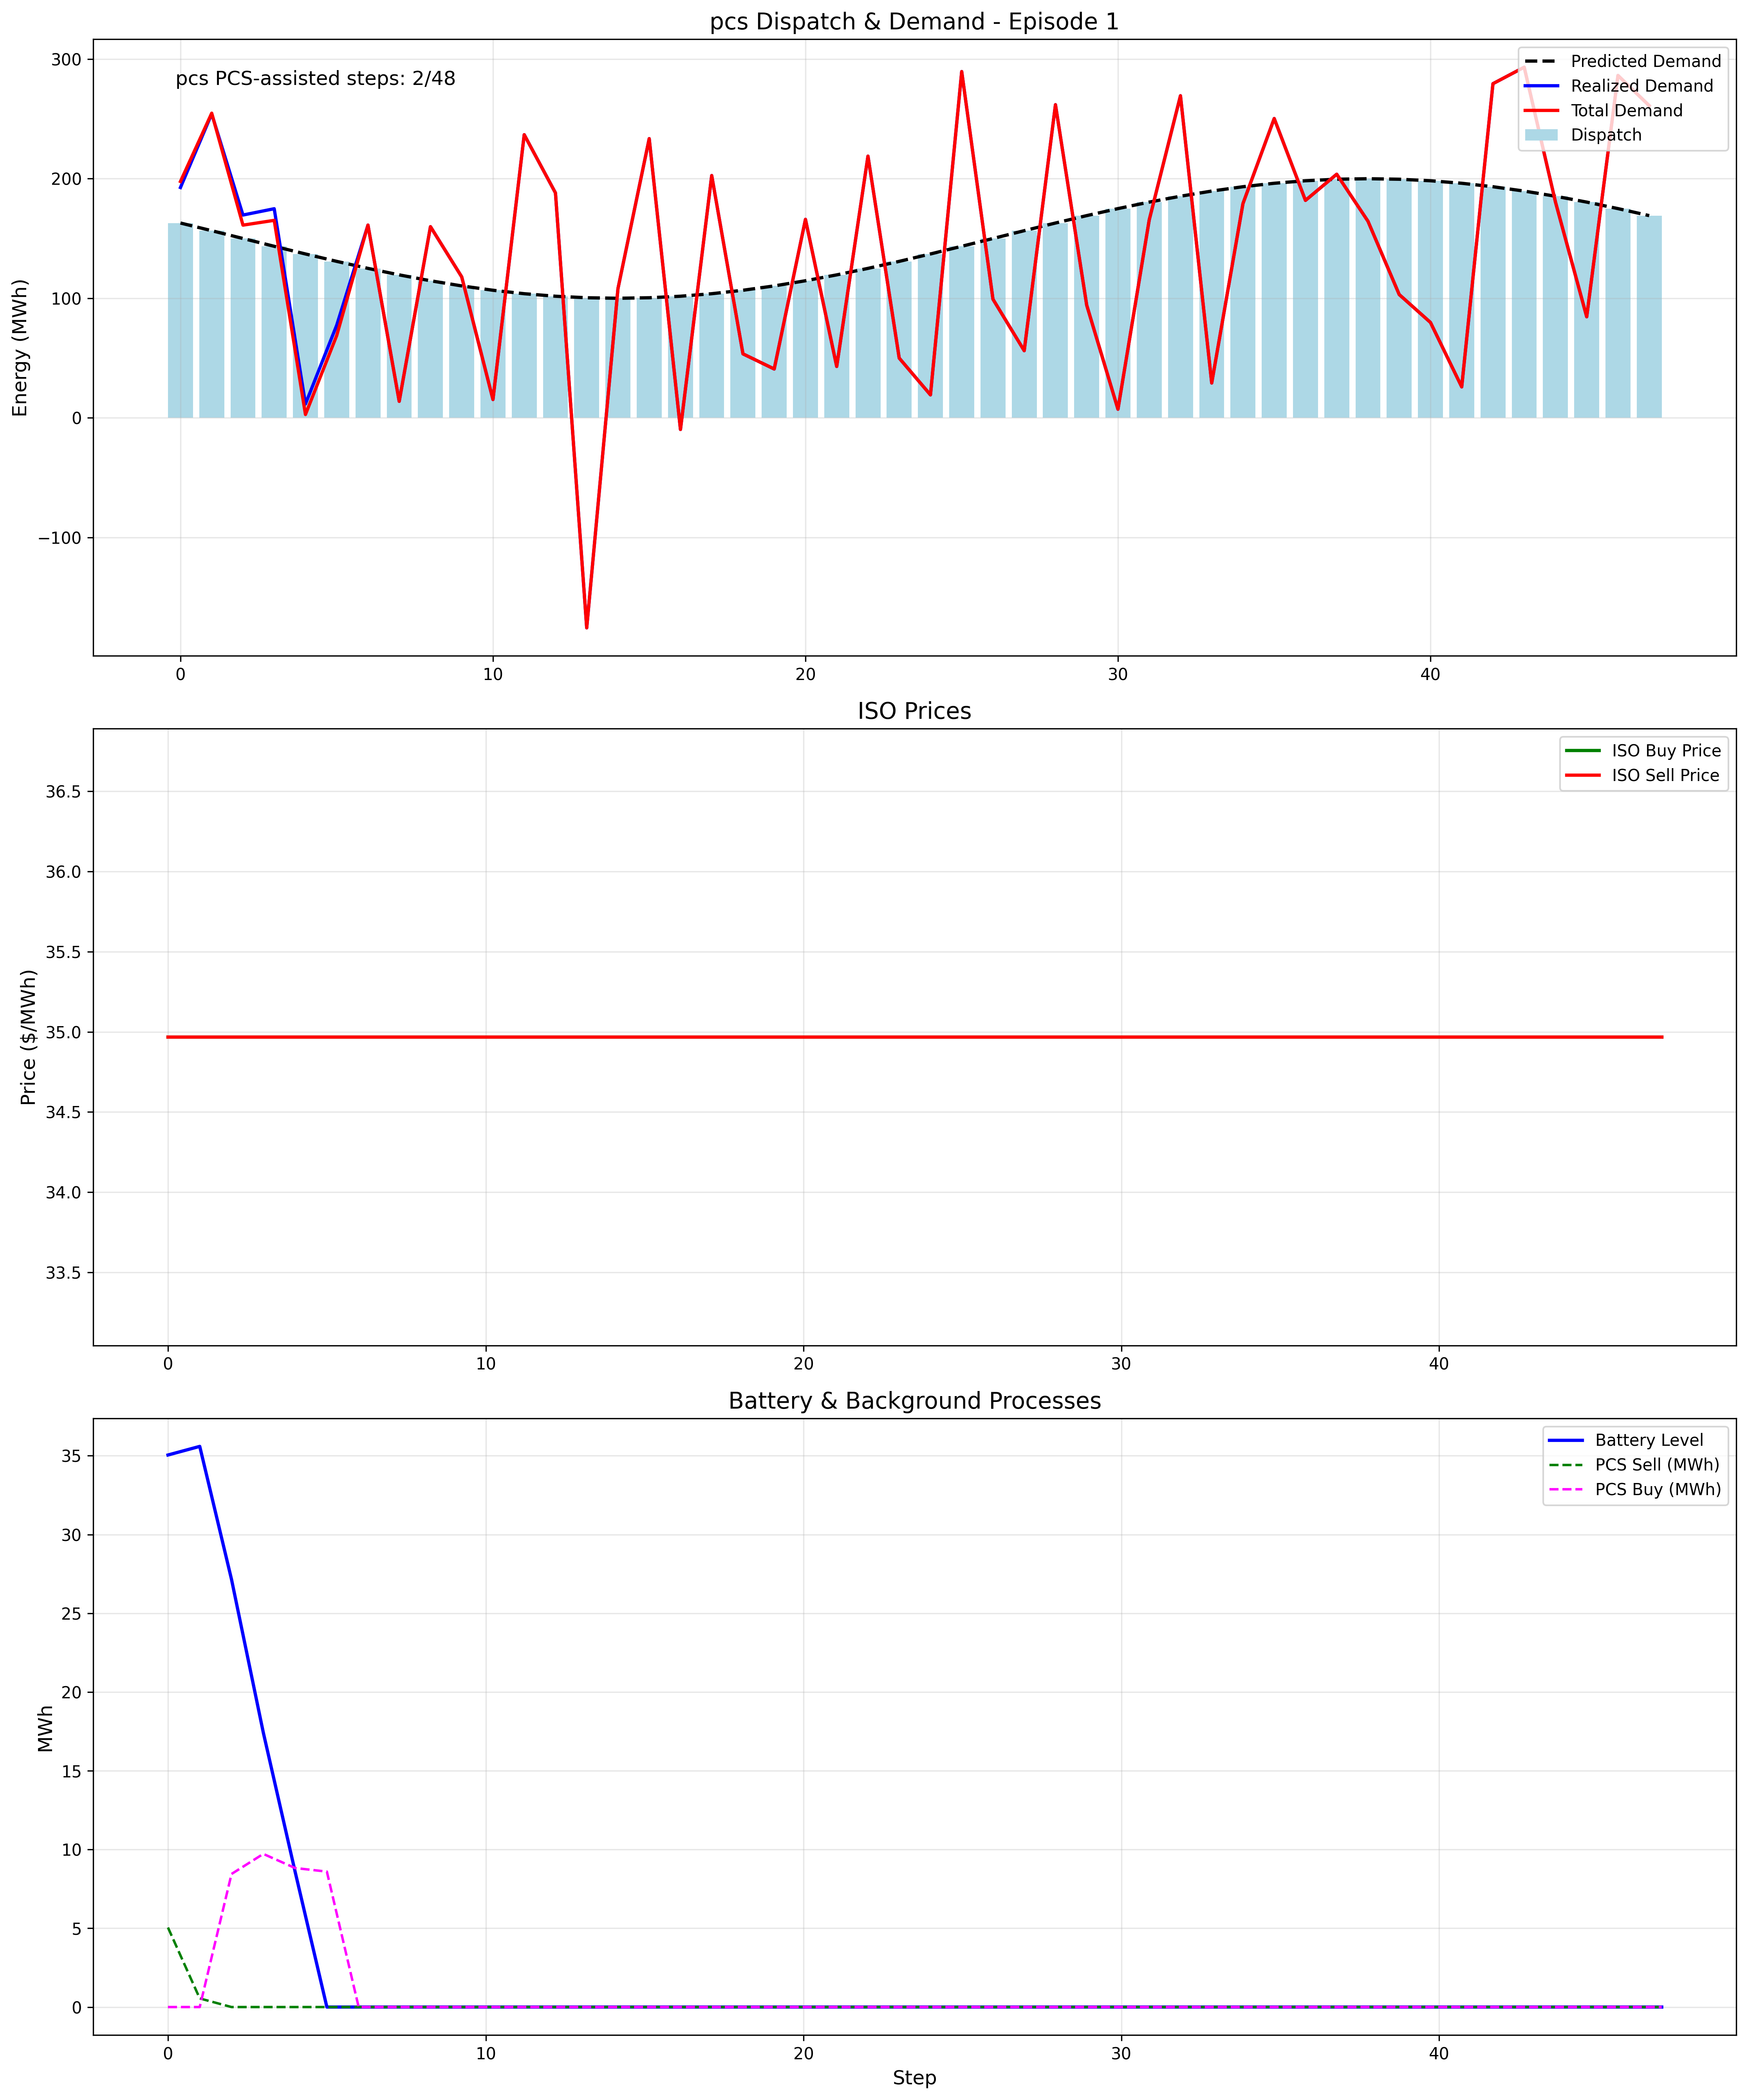 pcs Dispatch & Demand - Episode 1
pcs PCS-assisted steps: 2/48
Predicted Demand
Realized Demand
Total Demand
Dispatch
Energy (MWh)
300
200
100
0
−100
0
10
20
30
40
ISO Prices
ISO Buy Price
ISO Sell Price
Price ($/MWh)
36.5
36.0
35.5
35.0
34.5
34.0
33.5
0
10
20
30
40
Battery & Background Processes
Battery Level
PCS Sell (MWh)
PCS Buy (MWh)
MWh
35
30
25
20
15
10
5
0
0
10
20
30
40
Step